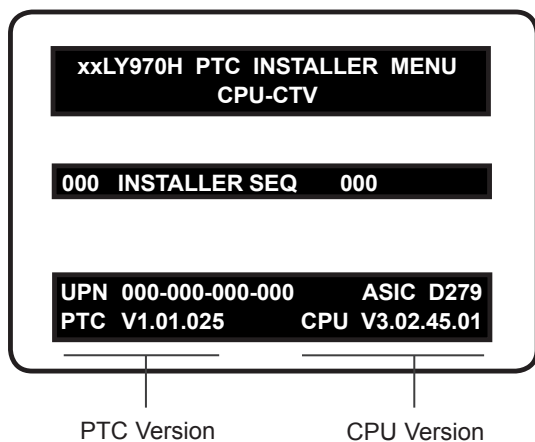 xxLY970H PTC INSTALLER MENU
CPU-CTV
000 INSTALLER SEQ 000
UPN 000-000-000-000 ASIC D279
PTC V1.01.025 CPU V3.02.45.01
PTC Version CPU Version